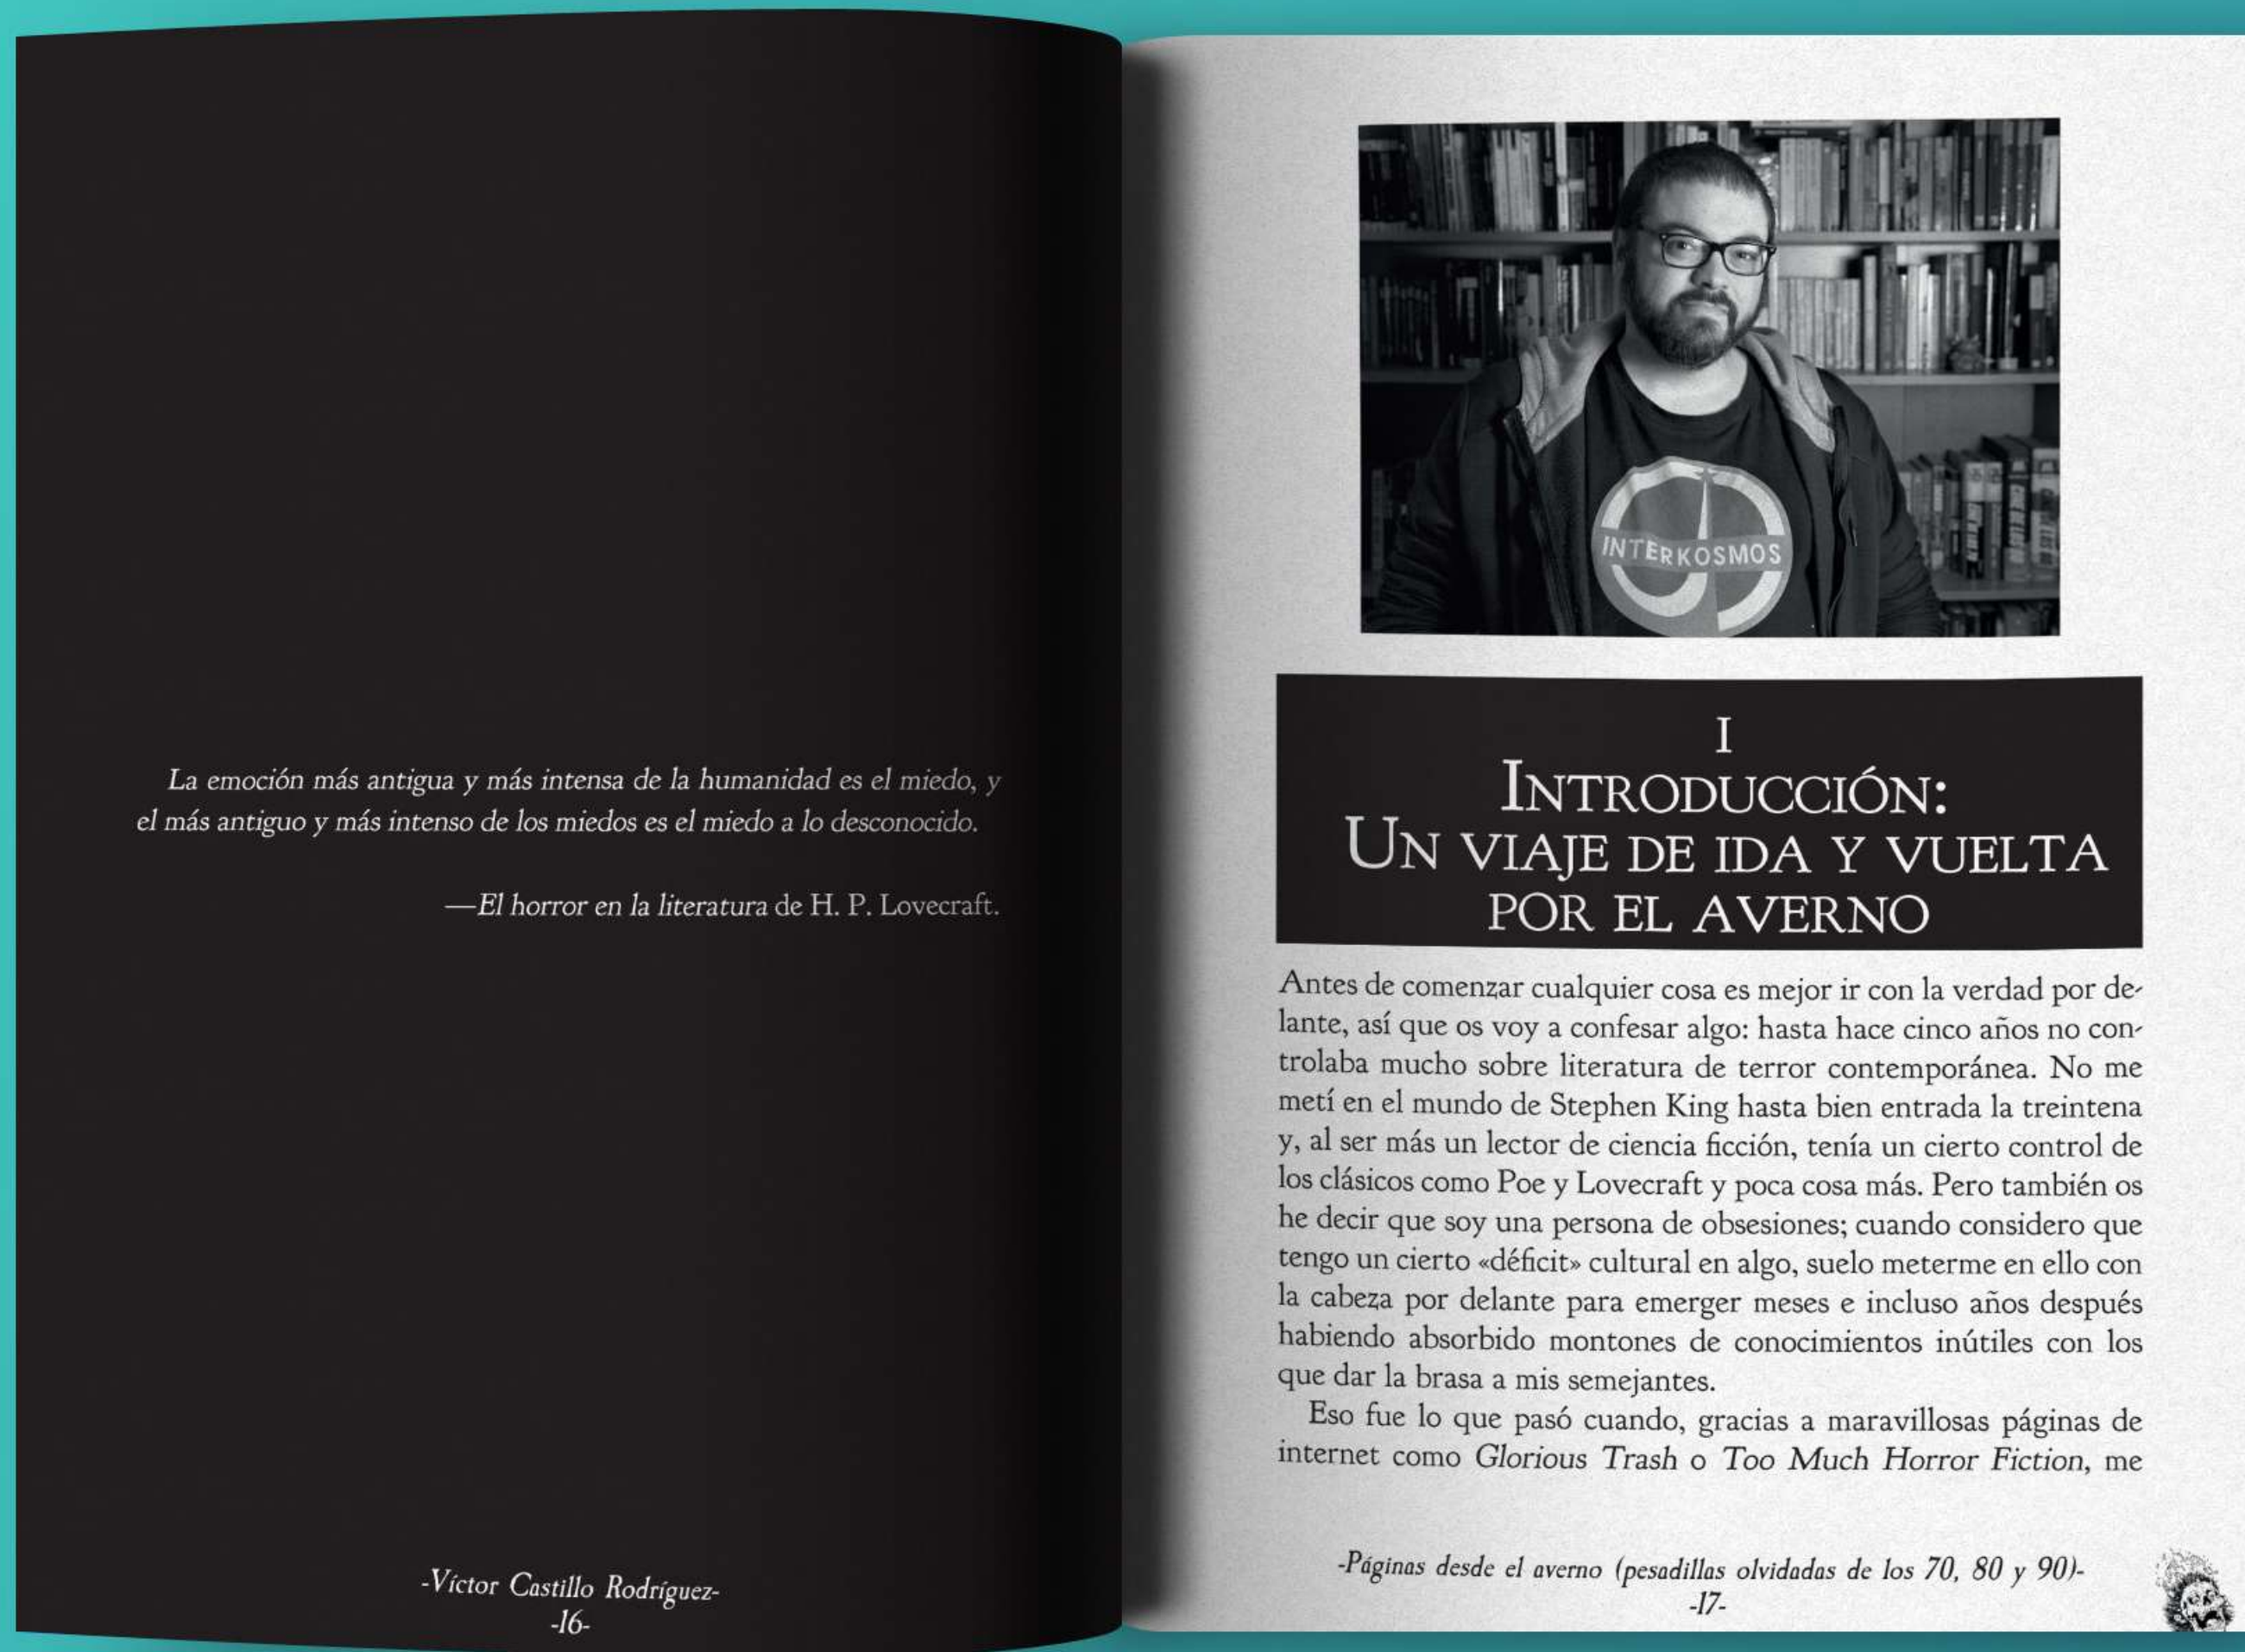 La emoción más antigua y más intensa de la humanidad es el miedo, y
el más antiguo y más intenso de los miedos es el miedo a lo desconocido.
—El horror en la literatura de H. P. Lovecraft.
-Víctor Castillo Rodríguez-
-16-
INTERKOSMOS
I
Introducción:
Un viaje de ida y vuelta
por el averno
Antes de comenzar cualquier cosa es mejor ir con la verdad por de-
lante, así que os voy a confesar algo: hasta hace cinco años no con-
trolaba mucho sobre literatura de terror contemporánea. No me
metí en el mundo de Stephen King hasta bien entrada la treintena
y, al ser más un lector de ciencia ficción, tenía un cierto control de
los clásicos como Poe y Lovecraft y poca cosa más. Pero también os
he decir que soy una persona de obsesiones; cuando considero que
tengo un cierto «déficit» cultural en algo, suelo meterme en ello con
la cabeza por delante para emerger meses e incluso años después
habiendo absorbido montones de conocimientos inútiles con los
que dar la brasa a mis semejantes.
Eso fue lo que pasó cuando, gracias a maravillosas páginas de
internet como Glorious Trash o Too Much Horror Fiction, me
-Páginas desde el averno (pesadillas olvidadas de los 70, 80 y 90)-
-17-